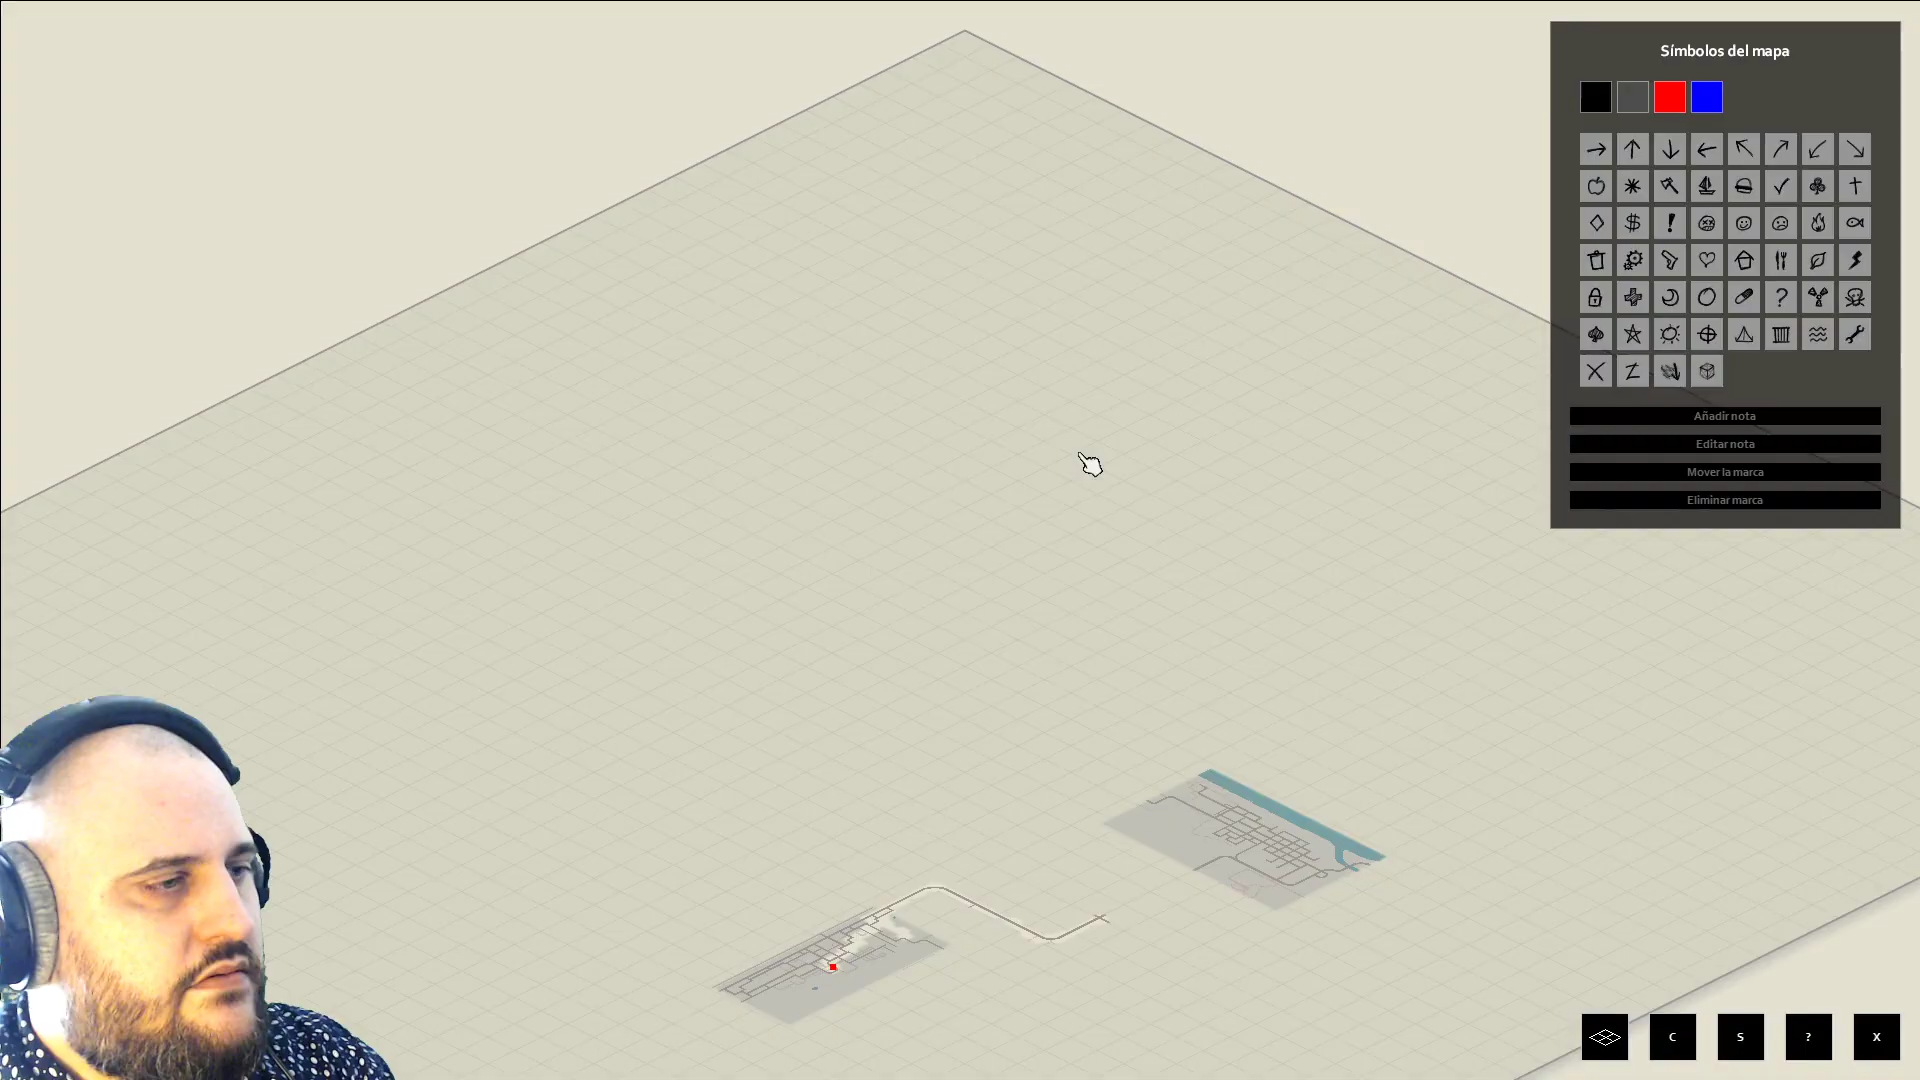 Símbolos del mapa
Añadir nota
Editar nota
Mover la marca
Eliminar marca
C
S
?
X